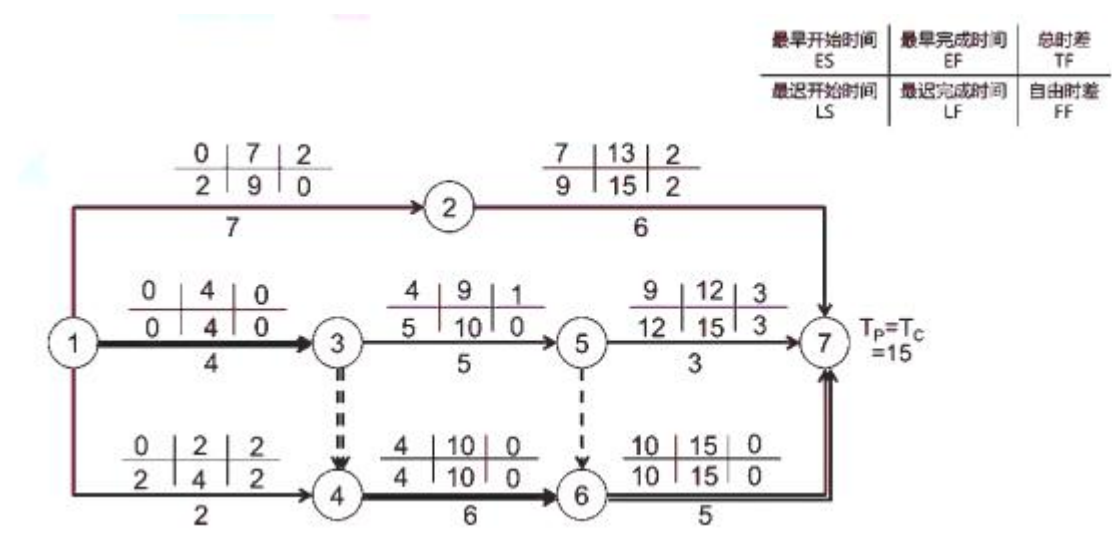 最早开始时间 最早完成时间 总时差
ES EF TF
最迟开始时间 最迟完成时间 自由时差
LS LF FF
0 7 2 7 13 2
2 9 0 9 15 2
2
7 6
0 4 0 4 9 1 9 12 3
0 4 0 5 10 0 12 15 3
1 3 5 7 TP=TC
=15
4 5 3
0 2 2 4 10 0 10 15 0
2 4 2 4 10 0 10 15 0
4 6
2 6 5